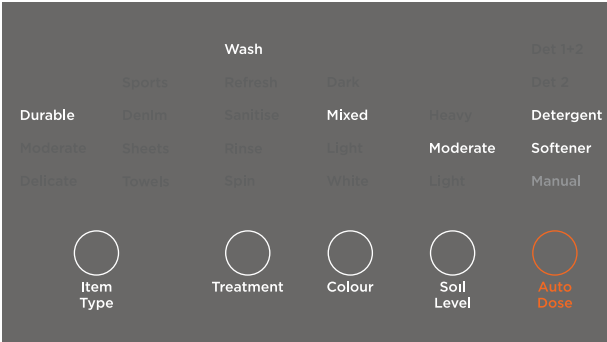 Wash Det 1+2
Sports Refresh Dark Det 2
Durable Denim Sanitise Mixed Heavy Detergent
Moderate Sheets Rinse Light Moderate Softener
Delicate Towels Spin White Light Manual
Item Type
Treatment
Colour
Soil Level
Auto Dose